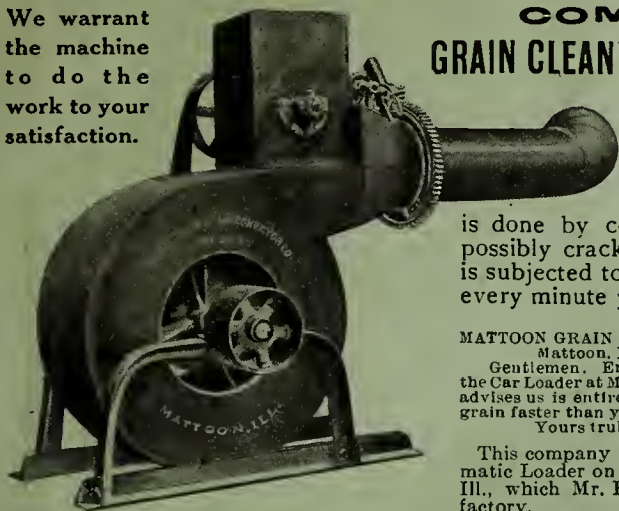 We warrant
the machine
to do the
work to your
satisfaction.
COM
GRAIN CLEAN
MATTOON, ILL.
is done by c
possibly crack
is subjected to
every minute
MATTOON GRAIN
Mattoon,
Gentlemen. E
the Car Loader at M
advises us is entire
grain faster than y
Yours trul
This company
matic Loader on
Ill., which Mr.
factory.